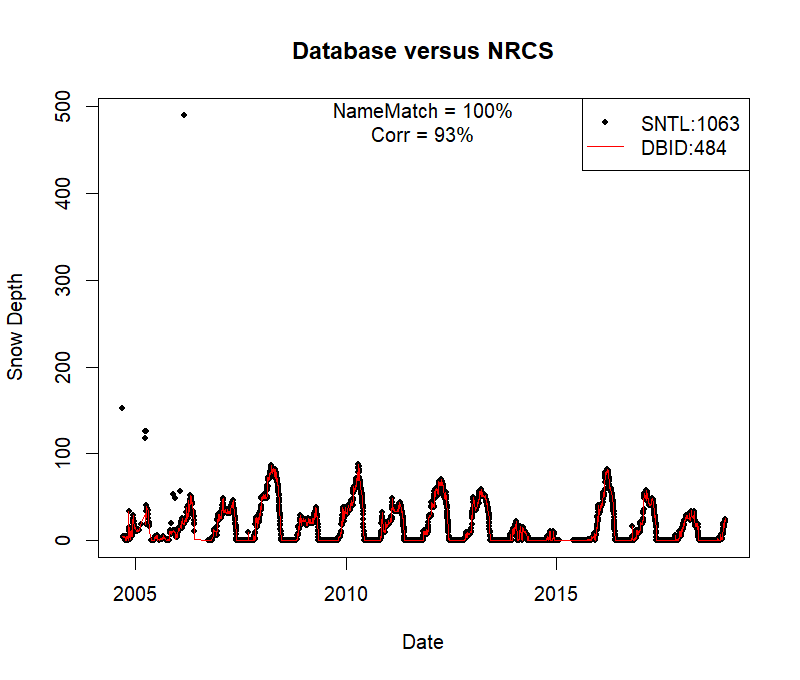 Database versus NRCS
NameMatch = 100%
Corr = 93%
SNTL:1063
DBID:484
Snow Depth
500
400
300
200
100
0
2005
2010
2015
Date